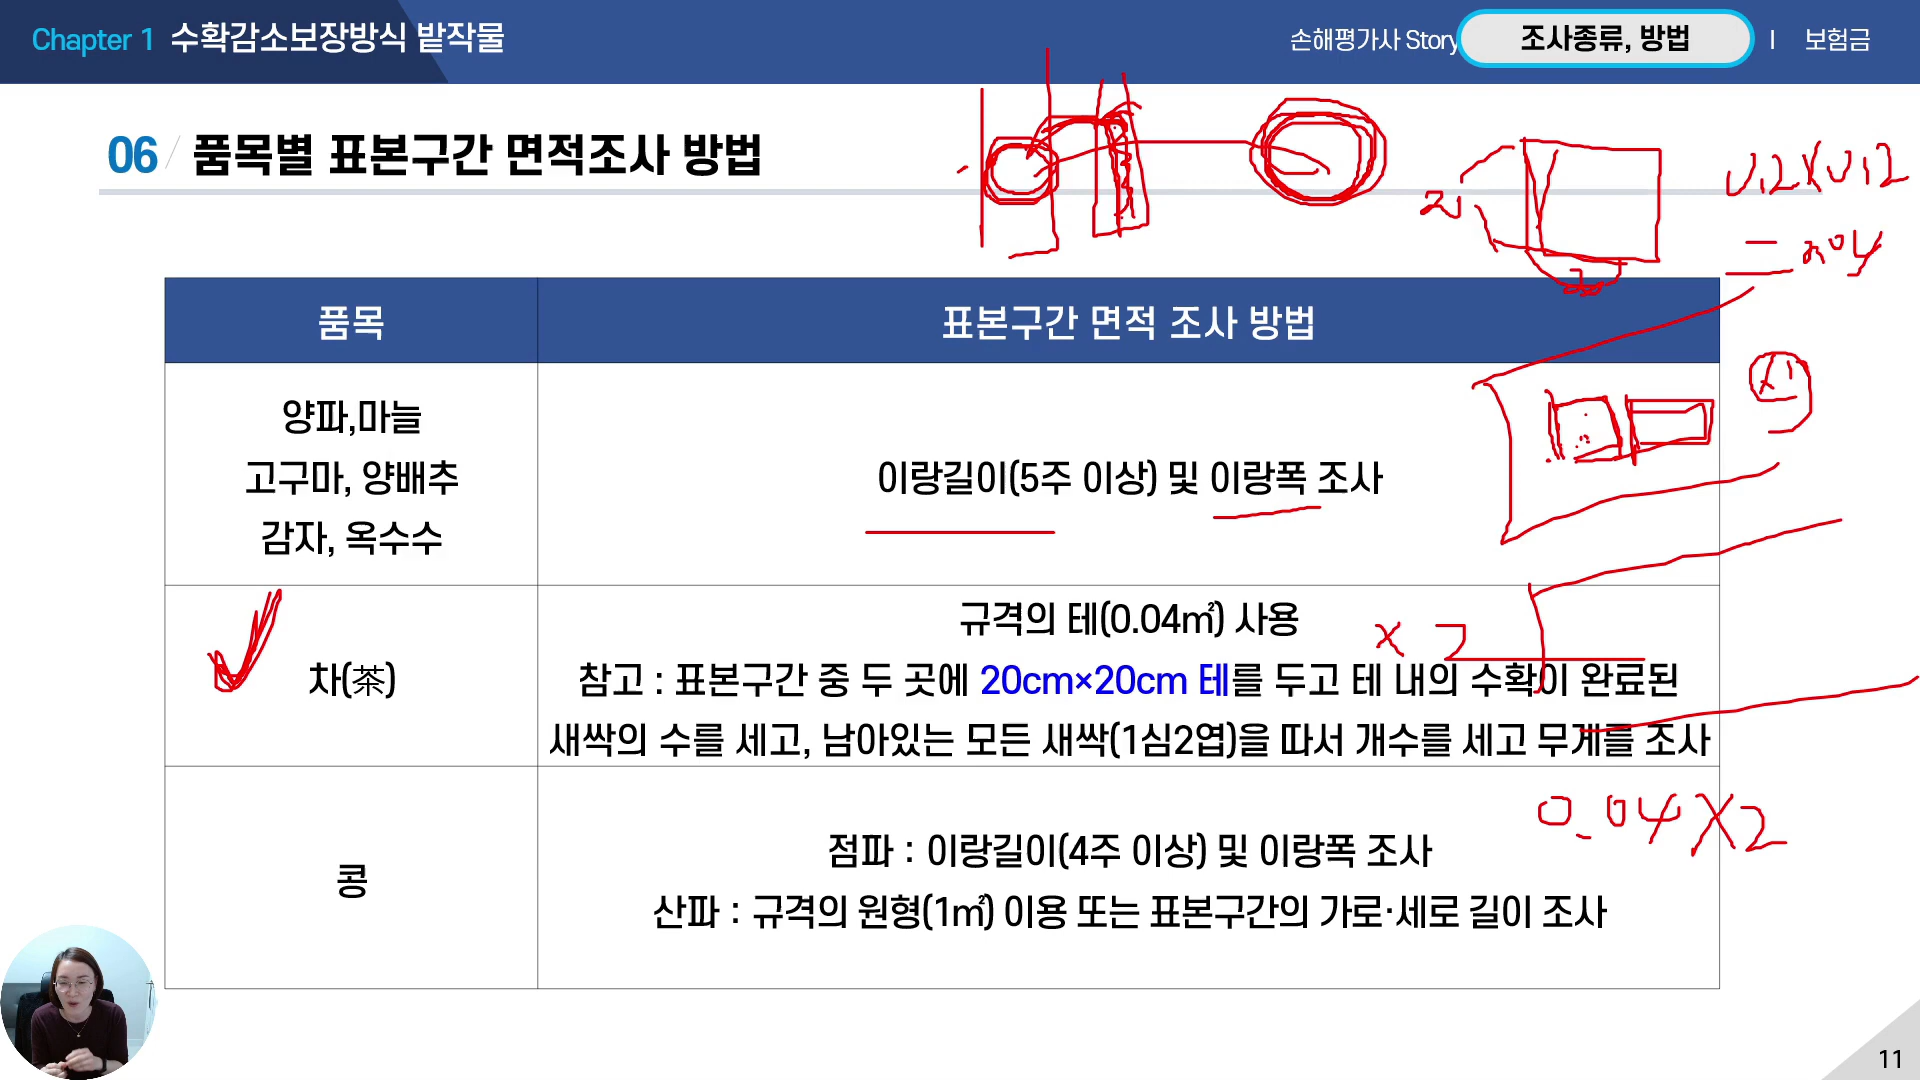 Chapter 1 수확감소보장방식 밭작물
손해평가사 Story
조사종류, 방법
보험금
06 품목별 표본구간 면적조사 방법
0.2×0.2
= 0.04
품목
표본구간 면적 조사 방법
양파,마늘
고구마, 양배추
감자, 옥수수
이랑길이(5주 이상) 및 이랑폭 조사
차(茶)
규격의 테(0.04㎡) 사용 × 2
참고 : 표본구간 중 두 곳에 20cm×20cm 테를 두고 테 내의 수확이 완료된
새싹의 수를 세고, 남아있는 모든 새싹(1심2엽)을 따서 개수를 세고 무게를 조사
0.04×2
콩
점파 : 이랑길이(4주 이상) 및 이랑폭 조사
산파 : 규격의 원형(1㎡) 이용 또는 표본구간의 가로·세로 길이 조사
11